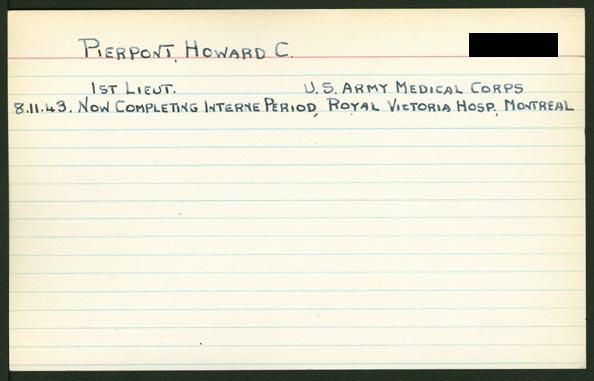 PIERPONT, HOWARD C.
1ST LIEUT. U.S. ARMY MEDICAL CORPS
8.11.43. NOW COMPLETING INTERNE PERIOD, ROYAL VICTORIA HOSP., MONTREAL